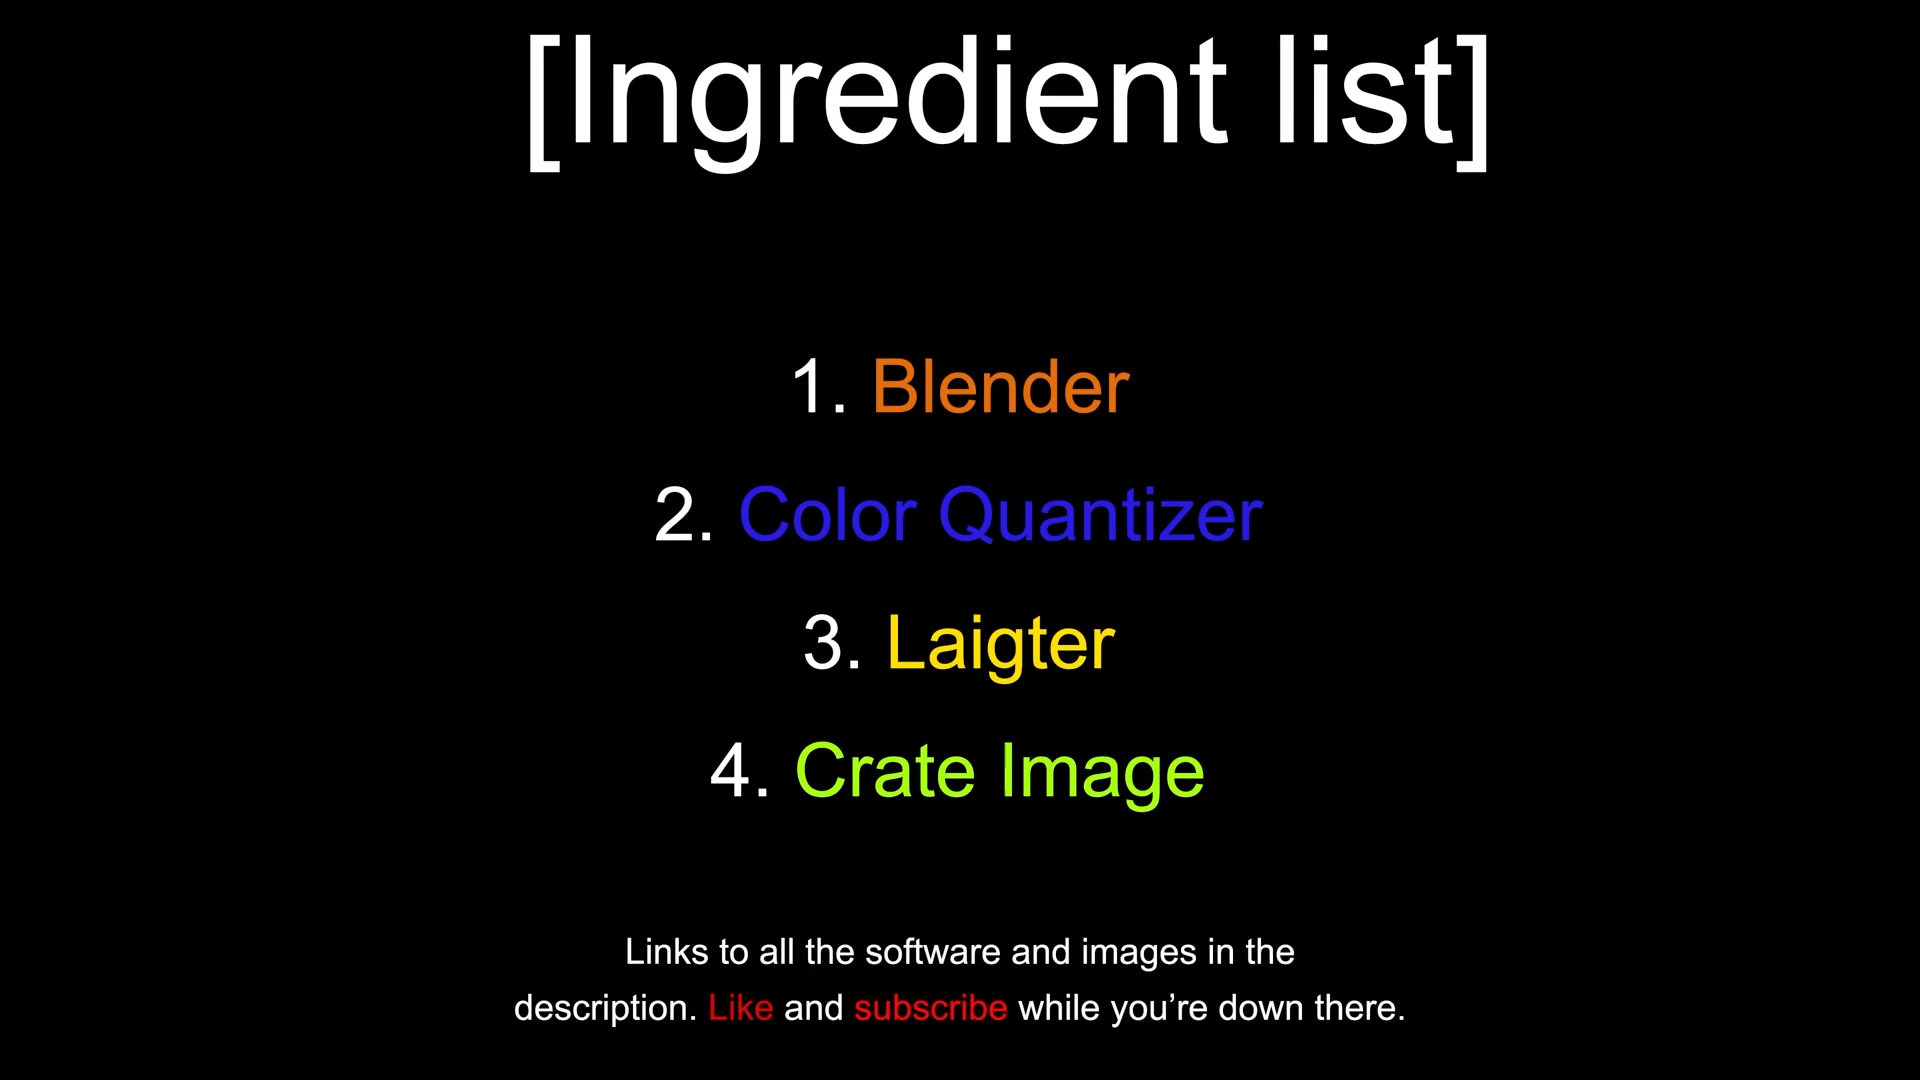 [Ingredient list]
1. Blender
2. Color Quantizer
3. Laigter
4. Crate Image
Links to all the software and images in the
description. Like and subscribe while you’re down there.